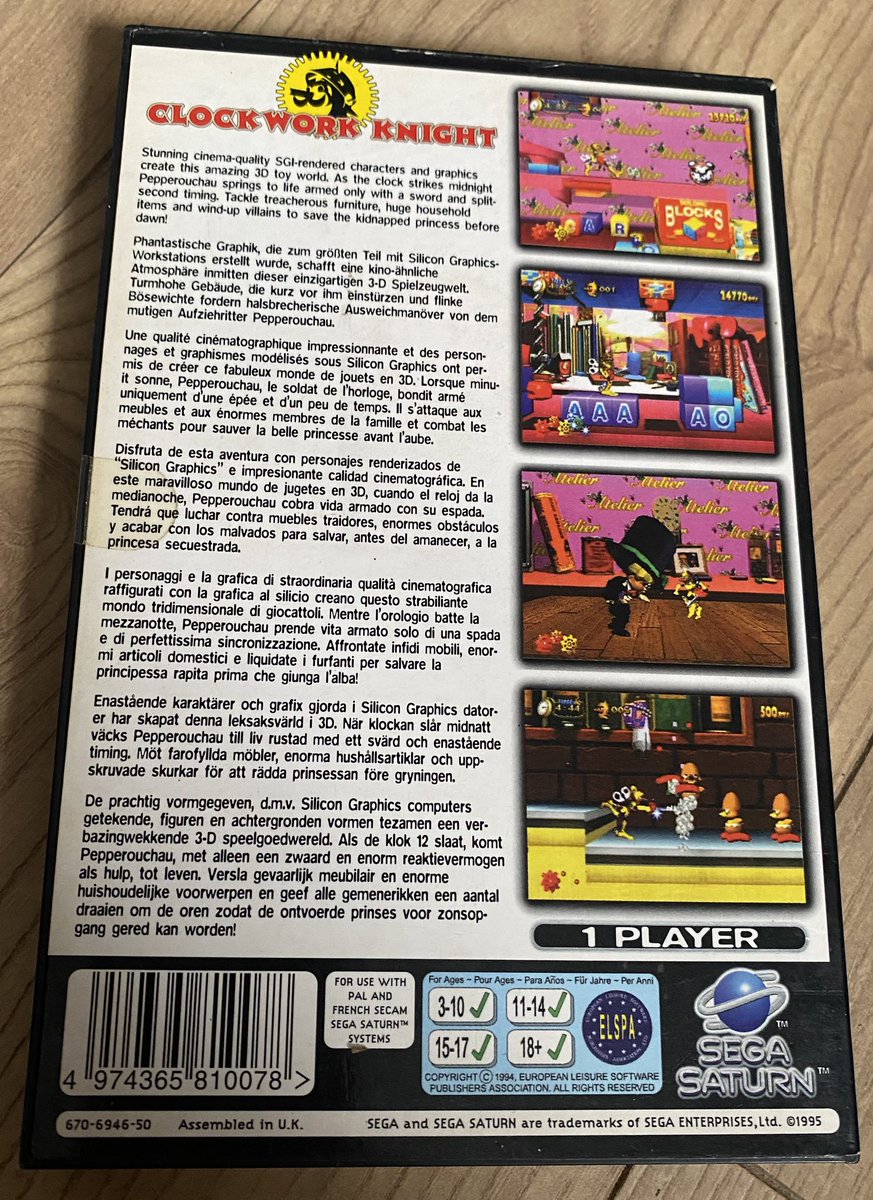 CLOCKWORK KNIGHT
Stunning cinema-quality SGI-rendered characters and graphics
create this amazing 3D toy world. As the clock strikes midnight
Pepperouchau springs to life armed only with a sword and split-
second timing. Tackle treacherous furniture, huge household
items and wind-up villains to save the kidnapped princess before
dawn!
Phantastische Graphik, die zum größten Teil mit Silicon Graphics-
Workstations erstellt wurde, schafft eine kino-ähnliche
Atmosphäre inmitten dieser einzigartigen 3-D Spielzeugwelt.
Turmhohe Gebäude, die kurz vor ihm einstürzen und flinke
Bösewichte fordern halsbrecherische Ausweichmanöver von dem
mutigen Aufziehritter Pepperouchau.
Une qualité cinématographique impressionnante et des person-
nages et graphismes modélisés sous Silicon Graphics ont per-
mis de créer ce fabuleux monde de jouets en 3D. Lorsque minu-
it sonne, Pepperouchau, le soldat de l'horloge, bondit armé
uniquement d'une épée et d'un peu de temps. Il s'attaque aux
meubles et aux énormes membres de la famille et combat les
méchants pour sauver la belle princesse avant l'aube.
Disfruta de esta aventura con personajes renderizados de
"Silicon Graphics" e impresionante calidad cinematográfica. En
este maravilloso mundo de jugetes en 3D, cuando el reloj da la
medianoche, Pepperouchau cobra vida armado con su espada.
Tendrá que luchar contra muebles traidores, enormes obstáculos
y acabar con los malvados para salvar, antes del amanecer, a la
princesa secuestrada.
I personaggi e la grafica di straordinaria qualità cinematografica
raffigurati con la grafica al silicio creano questo strabiliante
mondo tridimensionale di giocattoli. Mentre l'orologio batte la
mezzanotte, Pepperouchau prende vita armato solo di una spada
e di perfettissima sincronizzazione. Affrontate infidi mobili, enor-
mi articoli domestici e liquidate i furfanti per salvare la
principessa rapita prima che giunga l'alba!
Enastående karaktärer och grafix gjorda i Silicon Graphics dator-
er har skapat denna leksaksvärld i 3D. När klockan slår midnatt
väcks Pepperouchau till liv rustad med ett svärd och enastående
timing. Möt farofyllda möbler, enorma hushållsartiklar och upp-
skruvade skurkar för att rädda prinsessan före gryningen.
De prachtig vormgegeven, d.m.v. Silicon Graphics computers
getekende, figuren en achtergronden vormen tezamen een ver-
bazingwekkende 3-D speelgoedwereld. Als de klok 12 slaat, komt
Pepperouchau, met alleen een zwaard en enorm reaktievermogen
als hulp, tot leven. Versla gevaarlijk meubilair en enorme
huishoudelijke voorwerpen en geef alle gemenerikken een aantal
draaien om de oren zodat de ontvoerde prinses voor zonsop-
gang gered kan worden!
Atelier
BUILDING
BLOCKS
A R
001
14770
AAA AO
Atelier Atelier
Atelier
Atelier
4:44
500
1 PLAYER
4 974365 810078 >
FOR USE WITH
PAL AND
FRENCH SECAM
SEGA SATURN™
SYSTEMS
For Ages ~ Pour Ages ~ Para Años ~ Für Jahre ~ Per Anni
3-10 11-14
15-17 18+
ELSPA
COPYRIGHT © 1994, EUROPEAN LEISURE SOFTWARE
PUBLISHERS ASSOCIATION. ALL RIGHTS RESERVED
™
SEGA
SATURN™
670-6946-50 Assembled in U.K. SEGA and SEGA SATURN are trademarks of SEGA ENTERPRISES,Ltd. ©1995